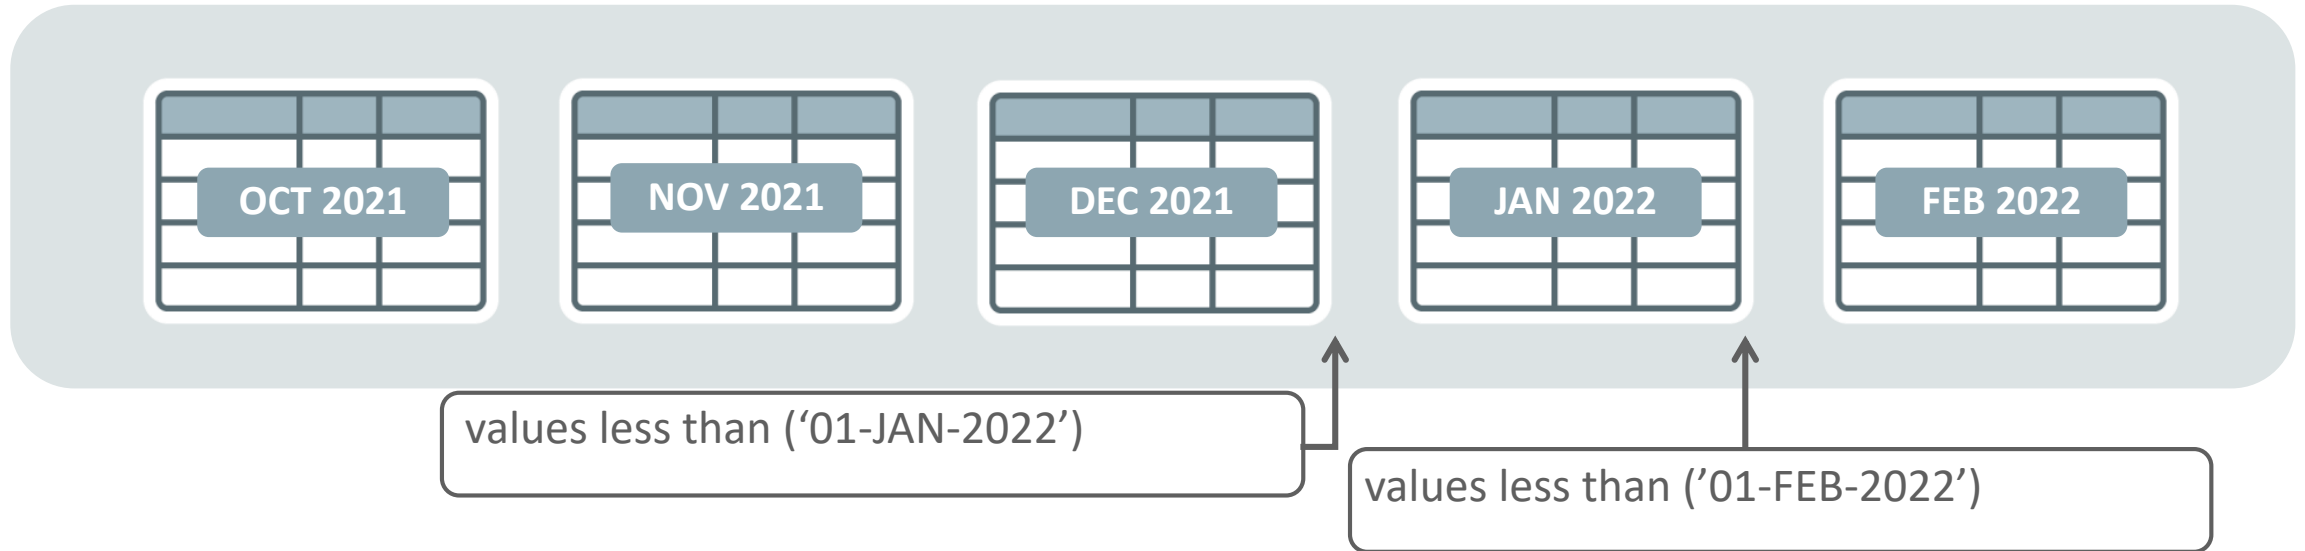 OCT 2021
NOV 2021
DEC 2021
JAN 2022
FEB 2022
values less than (‘01-JAN-2022’)
values less than (’01-FEB-2022’)